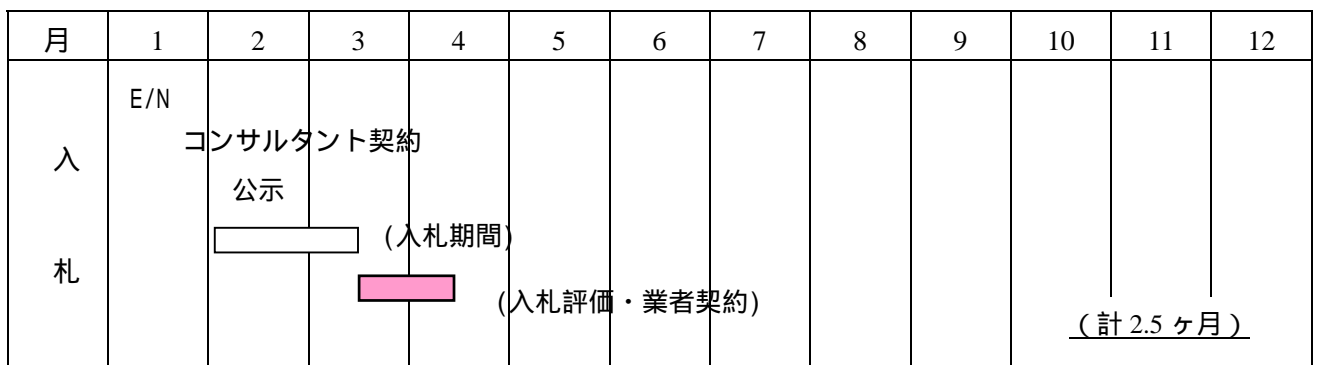 月 1 2 3 4 5 6 7 8 9 10 11 12
E/N
コンサルタント契約
入
公示
(入札期間)
札
(入札評価・業者契約)
(計 2.5 ヶ月)